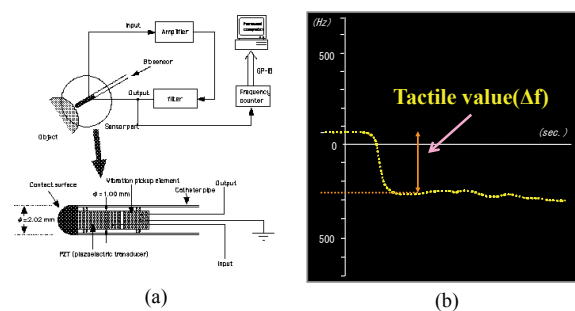 Input
Amplifier
Personal computer
Bibsensor
GP-IB
Output
filter
Frequency counter
Sensor part
Object
Contact surface
Vibration pickup element
ϕ=1.00 mm
Catheter pipe
Output
ϕ=2.02 mm
PZT (piazaelectric transducer)
Input
(a)
(Hz)
500
Tactile value(Δf)
(sec.)
0
500
(b)